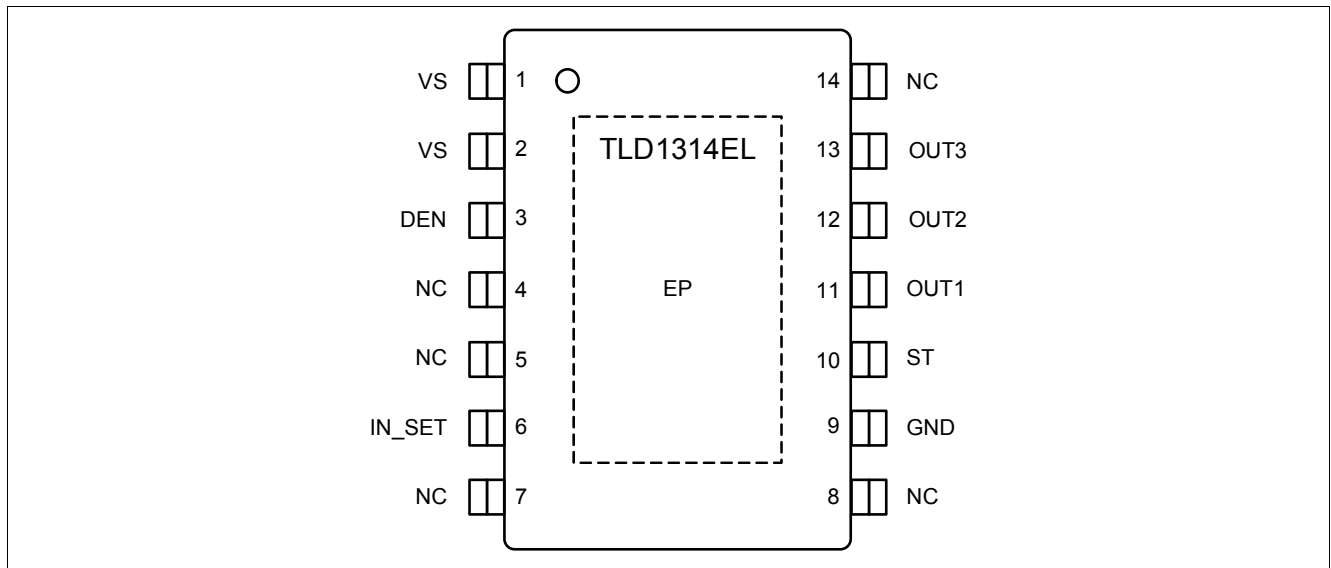 VS 1 14 NC
VS 2 TLD1314EL 13 OUT3
DEN 3 12 OUT2
NC 4 EP 11 OUT1
NC 5 10 ST
IN_SET 6 9 GND
NC 7 8 NC